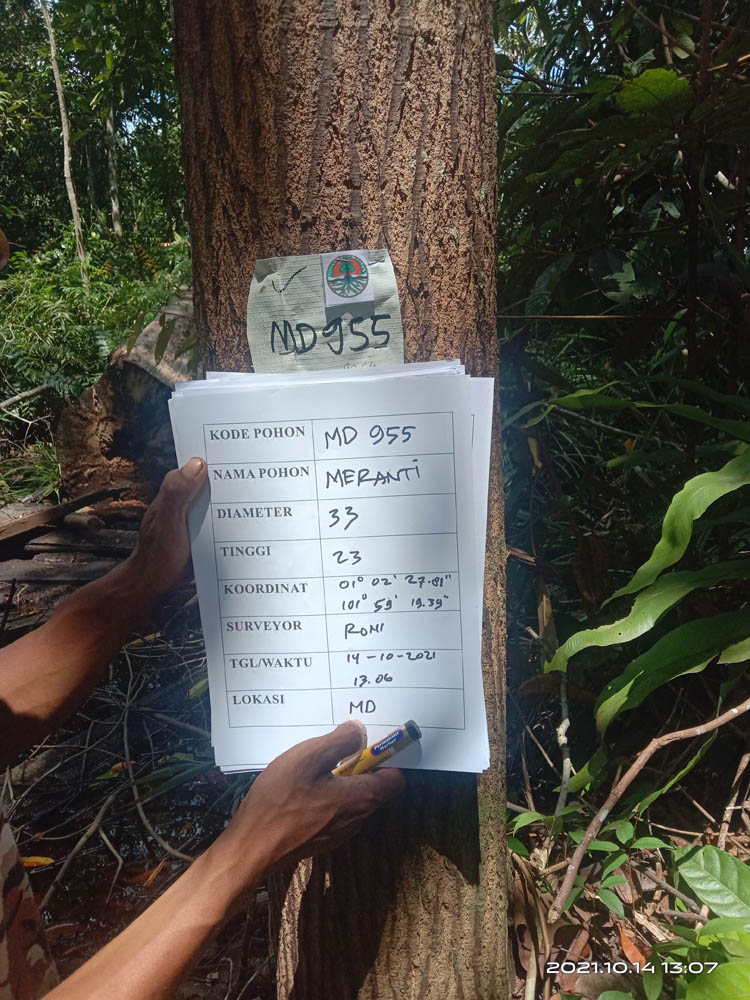 MD 955
KODE POHON MD 955
NAMA POHON MERANTI
DIAMETER 33
TINGGI 23
KOORDINAT 01° 02' 27.81"
101° 59' 19.39"
SURVEYOR RONI
TGL/WAKTU 14-10-2021
13.06
LOKASI MD
PERMANENT
Marker
2021.10.14 13:07